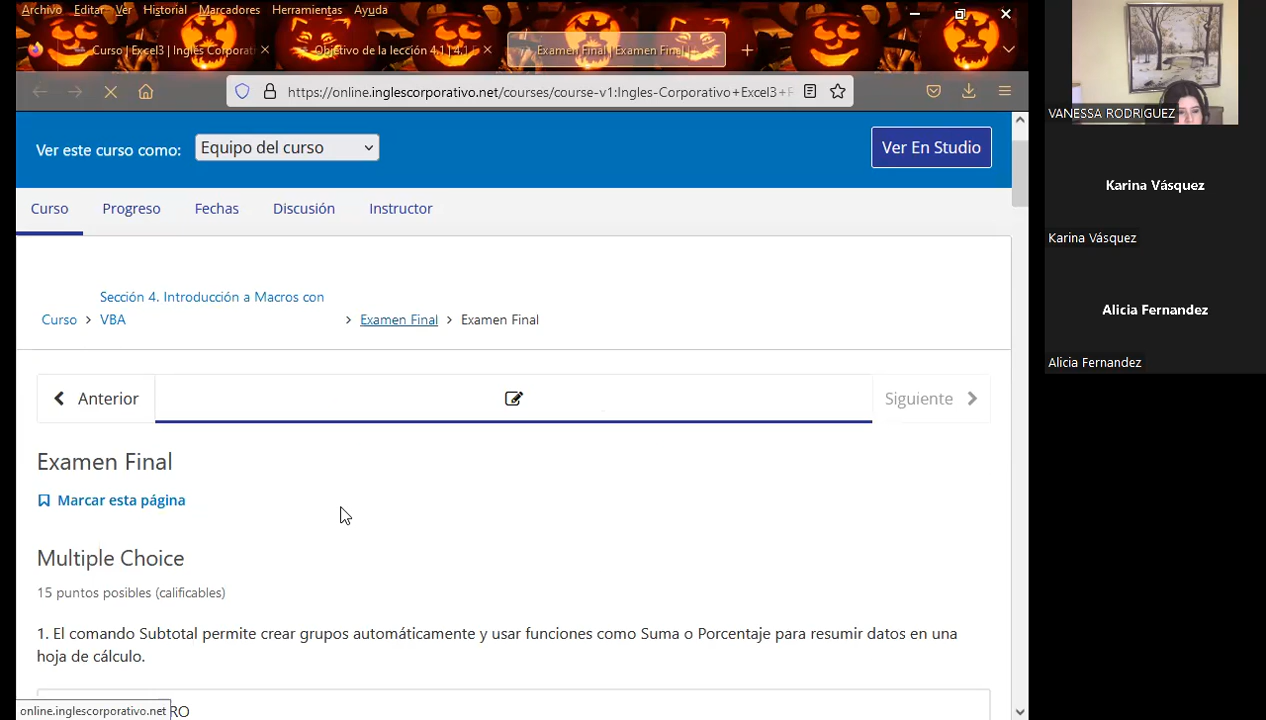 Archivo Editar Ver Historial Marcadores Herramientas Ayuda
Curso | Excel3 | Inglés Corporati
Objetivo de la lección 4.1 | 4.1
Examen Final | Examen Final |
https://online.inglescorporativo.net/courses/course-v1:Ingles-Corporativo+Excel3+
Ver este curso como: Equipo del curso
Ver En Studio
Curso Progreso Fechas Discusión Instructor
Sección 4. Introducción a Macros con
Curso > VBA > Examen Final > Examen Final
Anterior
Siguiente
Examen Final
Marcar esta página
Multiple Choice
15 puntos posibles (calificables)
1. El comando Subtotal permite crear grupos automáticamente y usar funciones como Suma o Porcentaje para resumir datos en una
hoja de cálculo.
online.inglescorporativo.net
RO
VANESSA RODRIGUEZ
Karina Vásquez
Karina Vásquez
Alicia Fernandez
Alicia Fernandez